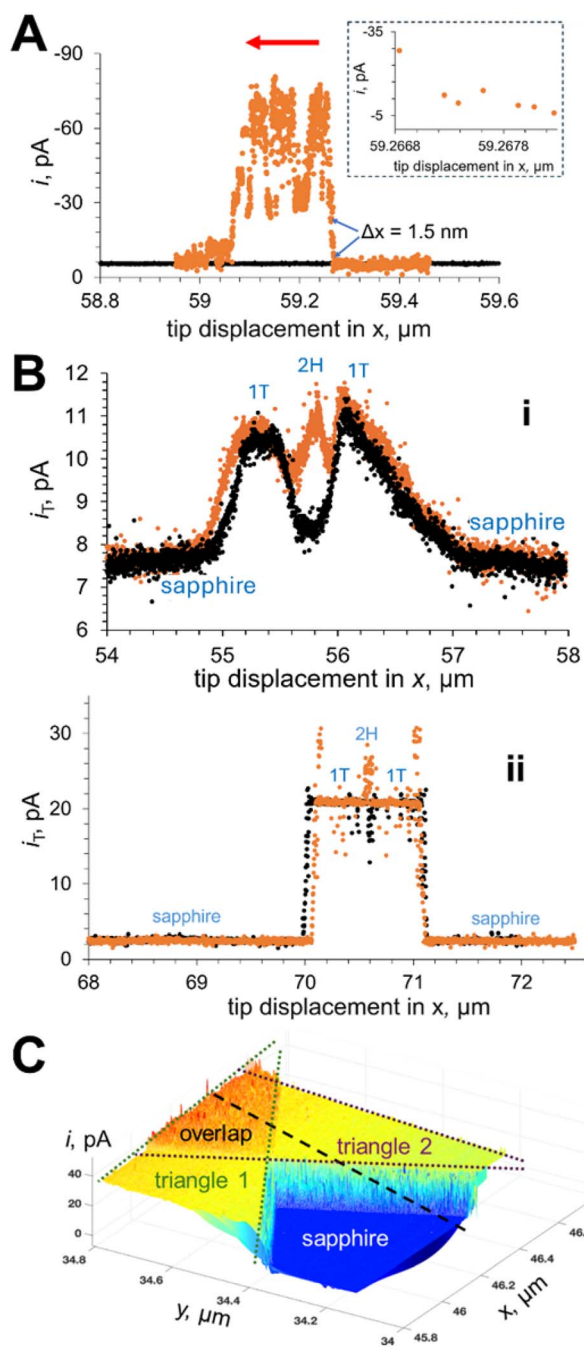 A
-90
-60
-30
0
i, pA
58.8 59 59.2 59.4 59.6
tip displacement in x, µm
Δx = 1.5 nm
-35
-5
i, pA
59.2668 59.2678
tip displacement in x, µm
B
i
12
11
10
9
8
7
6
iT, pA
1T 2H 1T
sapphire
sapphire
54 55 56 57 58
tip displacement in x, µm
ii
30
20
10
0
iT, pA
2H
1T 1T
sapphire sapphire
68 69 70 71 72
tip displacement in x, µm
C
i, pA
40
20
0
overlap
triangle 1
triangle 2
sapphire
34.8 34.6 34.4 34.2 34
y, µm
45.8 46 46.2 46.4 46.6
x, µm